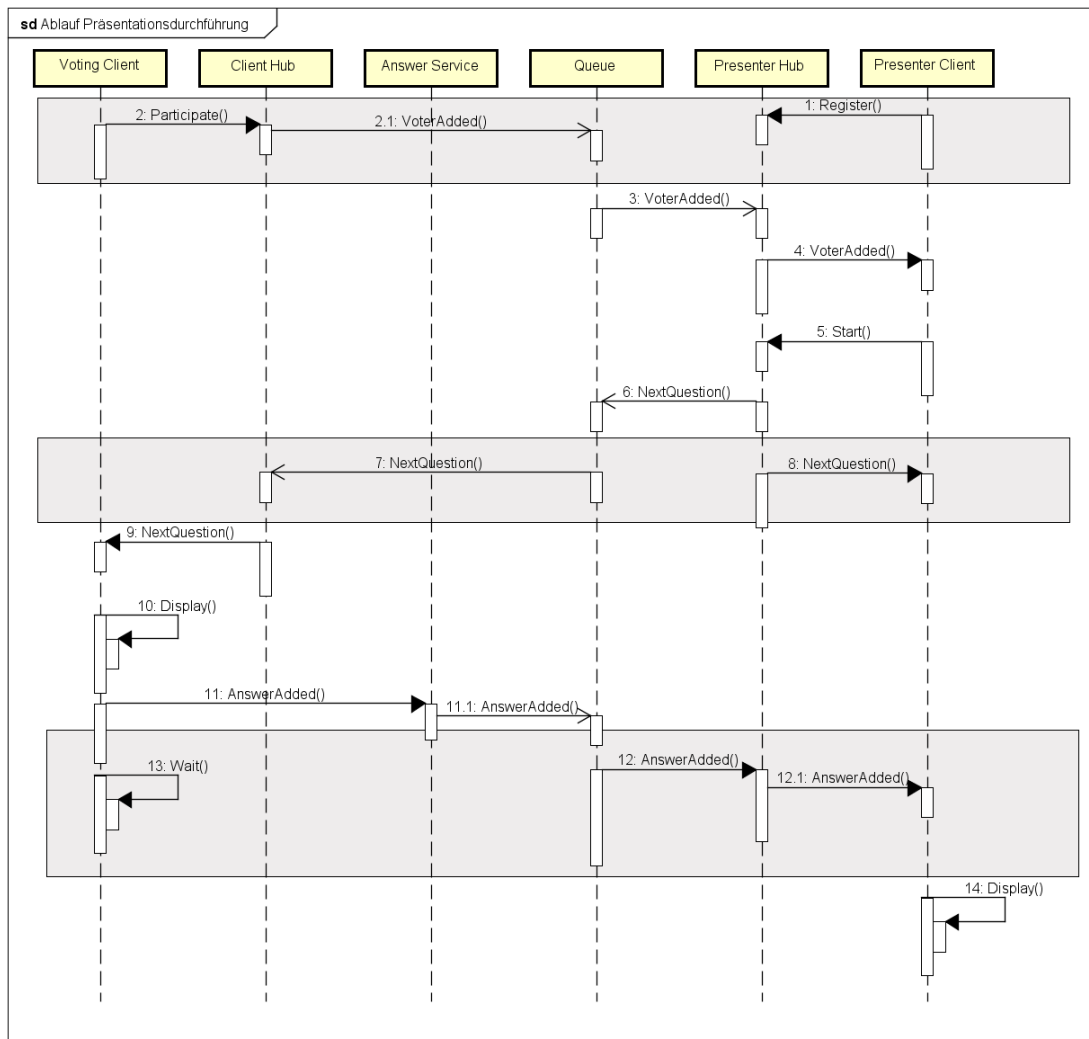 sd Ablauf Präsentationsdurchführung
Voting Client
Client Hub
Answer Service
Queue
Presenter Hub
Presenter Client
1: Register()
2: Participate()
2.1: VoterAdded()
3: VoterAdded()
4: VoterAdded()
5: Start()
6: NextQuestion()
7: NextQuestion()
8: NextQuestion()
9: NextQuestion()
10: Display()
11: AnswerAdded()
11.1: AnswerAdded()
12: AnswerAdded()
13: Wait()
12.1: AnswerAdded()
14: Display()